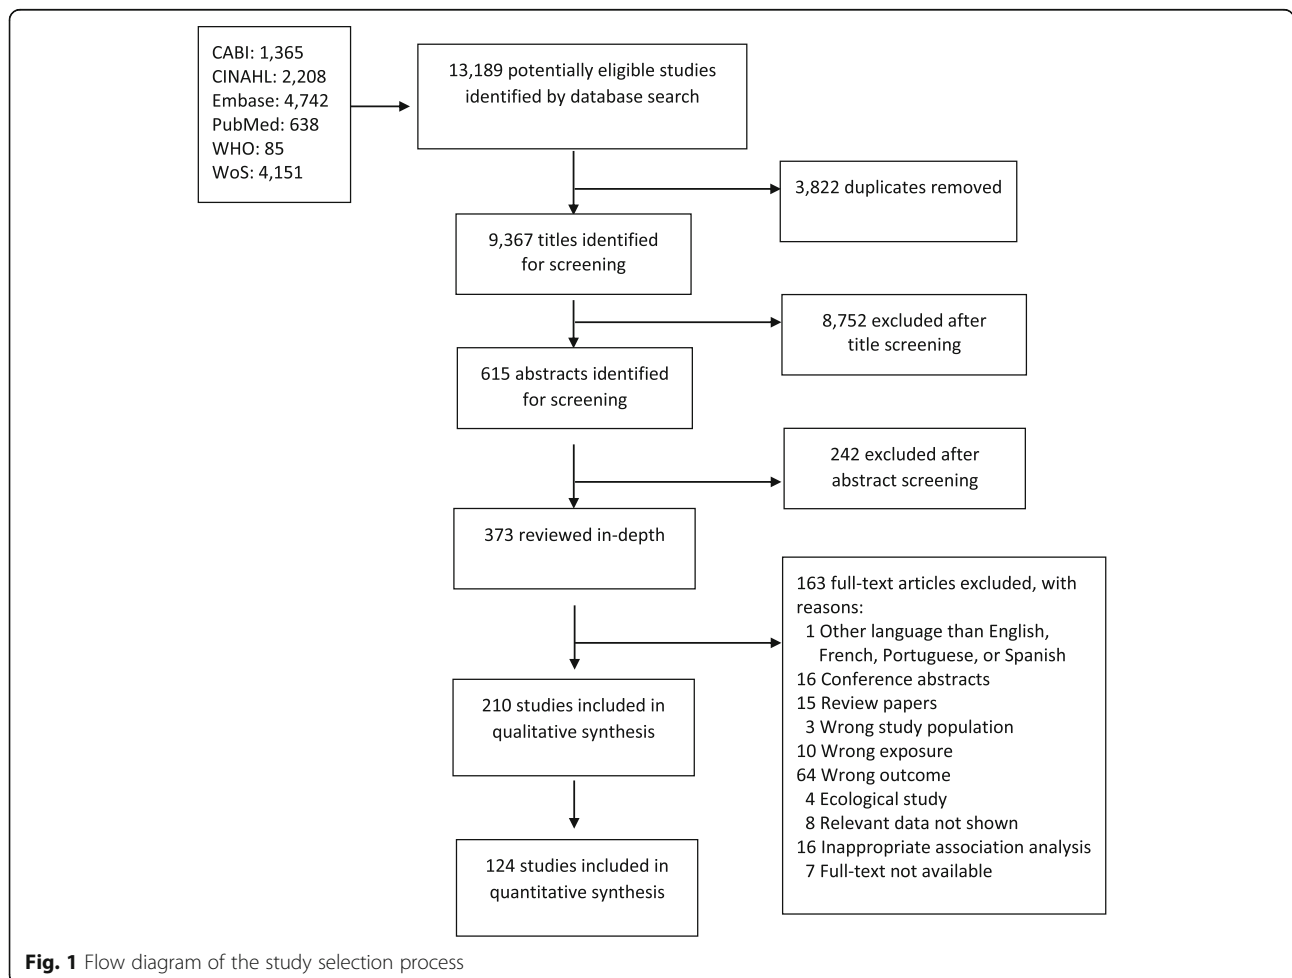 CABI: 1,365
CINAHL: 2,208
Embase: 4,742
PubMed: 638
WHO: 85
WoS: 4,151
13,189 potentially eligible studies
identified by database search
3,822 duplicates removed
9,367 titles identified
for screening
8,752 excluded after
title screening
615 abstracts identified
for screening
242 excluded after
abstract screening
373 reviewed in-depth
163 full-text articles excluded, with
reasons:
1 Other language than English,
French, Portuguese, or Spanish
16 Conference abstracts
15 Review papers
3 Wrong study population
10 Wrong exposure
64 Wrong outcome
4 Ecological study
8 Relevant data not shown
16 Inappropriate association analysis
7 Full-text not available
210 studies included in
qualitative synthesis
124 studies included in
quantitative synthesis
Fig. 1 Flow diagram of the study selection process